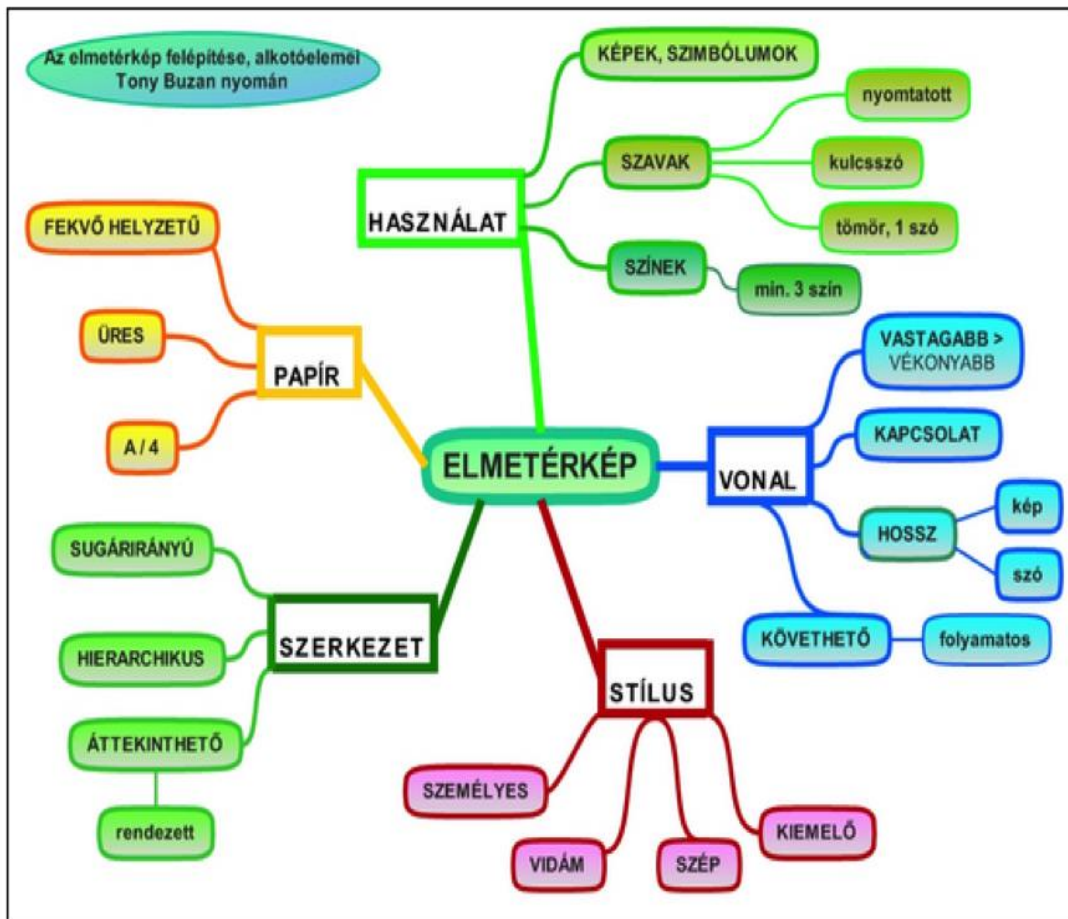 Az elmetérkép felépítése, alkotóelemei
Tony Buzan nyomán
KÉPEK, SZIMBÓLUMOK
nyomtatott
SZAVAK
kulcsszó
tömör, 1 szó
HASZNÁLAT
SZÍNEK
min. 3 szín
FEKVŐ HELYZETŰ
ÜRES
PAPÍR
A / 4
ELMETÉRKÉP
VASTAGABB >
VÉKONYABB
KAPCSOLAT
VONAL
HOSSZ
kép
szó
KÖVETHETŐ
folyamatos
SUGÁRIRÁNYÚ
HIERARCHIKUS
SZERKEZET
ÁTTEKINTHETŐ
rendezett
STÍLUS
SZEMÉLYES
VIDÁM
SZÉP
KIEMELŐ